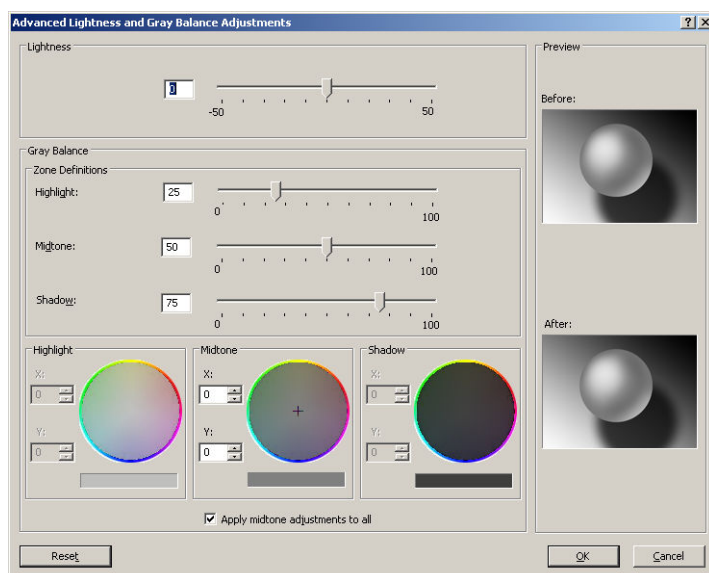 Advanced Lightness and Gray Balance Adjustments
Lightness
0
-50 50
Gray Balance
Zone Definitions
Highlight: 25
0 100
Midtone: 50
0 100
Shadow: 75
0 100
Highlight
X:
0
Y:
0
Midtone
X:
0
Y:
0
Shadow
X:
0
Y:
0
Apply midtone adjustments to all
Preview
Before:
After:
Reset
OK
Cancel